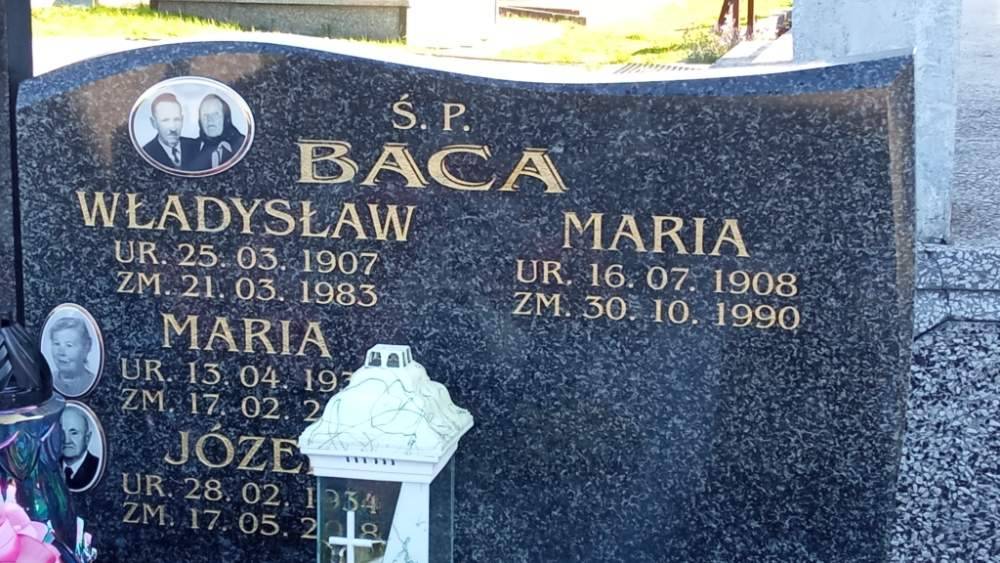 Ś. P.
BACA
WŁADYSŁAW
UR. 25. 03. 1907
ZM. 21. 03. 1983
MARIA
UR. 16. 07. 1908
ZM. 30. 10. 1990
MARIA
UR. 13. 04.
ZM. 17. 02.
UR. 28. 02. 1934
ZM. 17. 05.